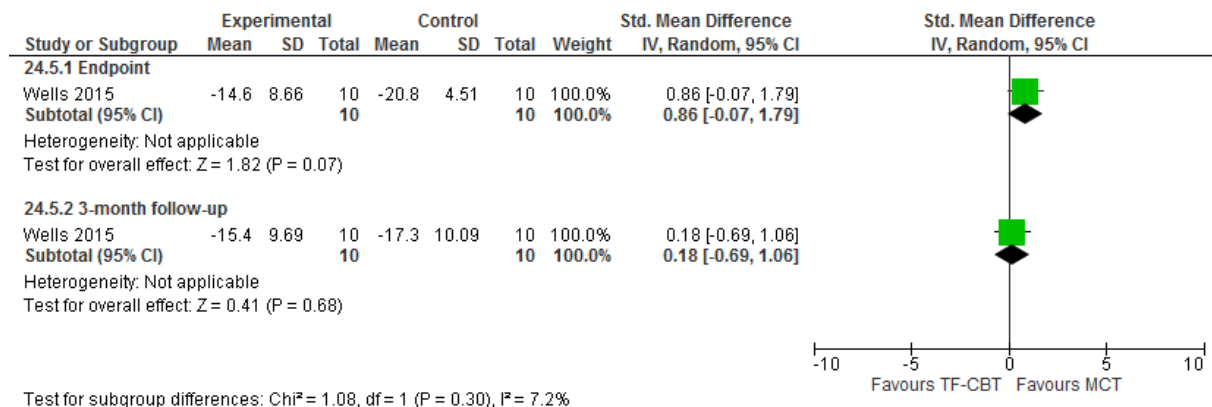 Experimental Control Std. Mean Difference Std. Mean Difference
Study or Subgroup Mean SD Total Mean SD Total Weight IV, Random, 95% CI IV, Random, 95% CI
24.5.1 Endpoint
Wells 2015 -14.6 8.66 10 -20.8 4.51 10 100.0% 0.86 [-0.07, 1.79]
Subtotal (95% CI) 10 10 100.0% 0.86 [-0.07, 1.79]
Heterogeneity: Not applicable
Test for overall effect: Z = 1.82 (P = 0.07)
24.5.2 3-month follow-up
Wells 2015 -15.4 9.69 10 -17.3 10.09 10 100.0% 0.18 [-0.69, 1.06]
Subtotal (95% CI) 10 10 100.0% 0.18 [-0.69, 1.06]
Heterogeneity: Not applicable
Test for overall effect: Z = 0.41 (P = 0.68)
-10 -5 0 5 10
Favours TF-CBT Favours MCT
Test for subgroup differences: Chi² = 1.08, df = 1 (P = 0.30), I² = 7.2%